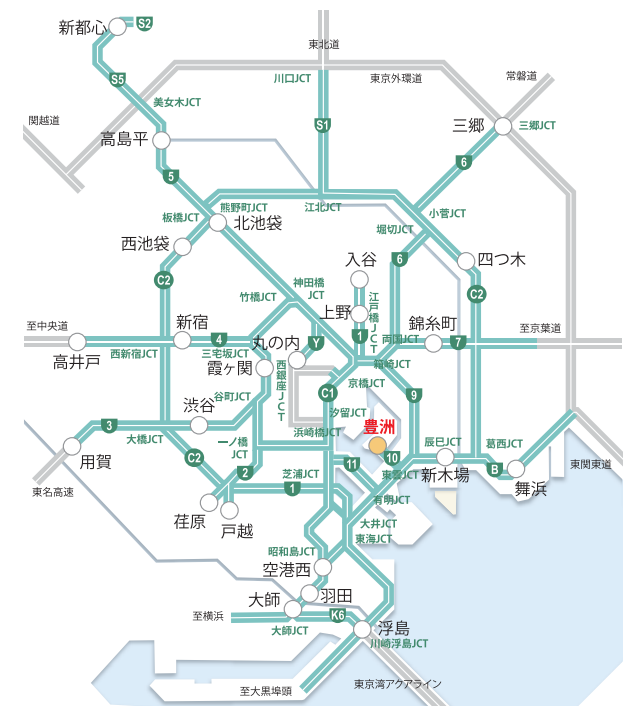 新都心
S2
東北道
川口JCT
東京外環道
常磐道
S5
美女木JCT
関越道
S1
三郷
三郷JCT
高島平
6
5
熊野町JCT
江北JCT
小菅JCT
板橋JCT
北池袋
堀切JCT
西池袋
入谷
6
四つ木
C2
竹橋JCT
神田橋
JCT
江戸橋JCT
C2
上野
至中央道
新宿
4
丸の内
Y
1
両国JCT
錦糸町
7
至京葉道
高井戸
西新宿JCT
三宅坂JCT
霞ヶ関
西銀座JCT
箱崎JCT
京橋JCT
C1
9
谷町JCT
汐留JCT
3
渋谷
浜崎橋JCT
豊洲
大橋JCT
一ノ橋
JCT
辰巳JCT
葛西JCT
用賀
C2
2
芝浦JCT
11
10
東雲JCT
新木場
B
舞浜
東関東道
東名高速
1
有明JCT
荏原
戸越
大井JCT
東海JCT
昭和島JCT
空港西
大師
羽田
至横浜
K6
大師JCT
浮島
川崎浮島JCT
至大黒埠頭
東京湾アクアライン